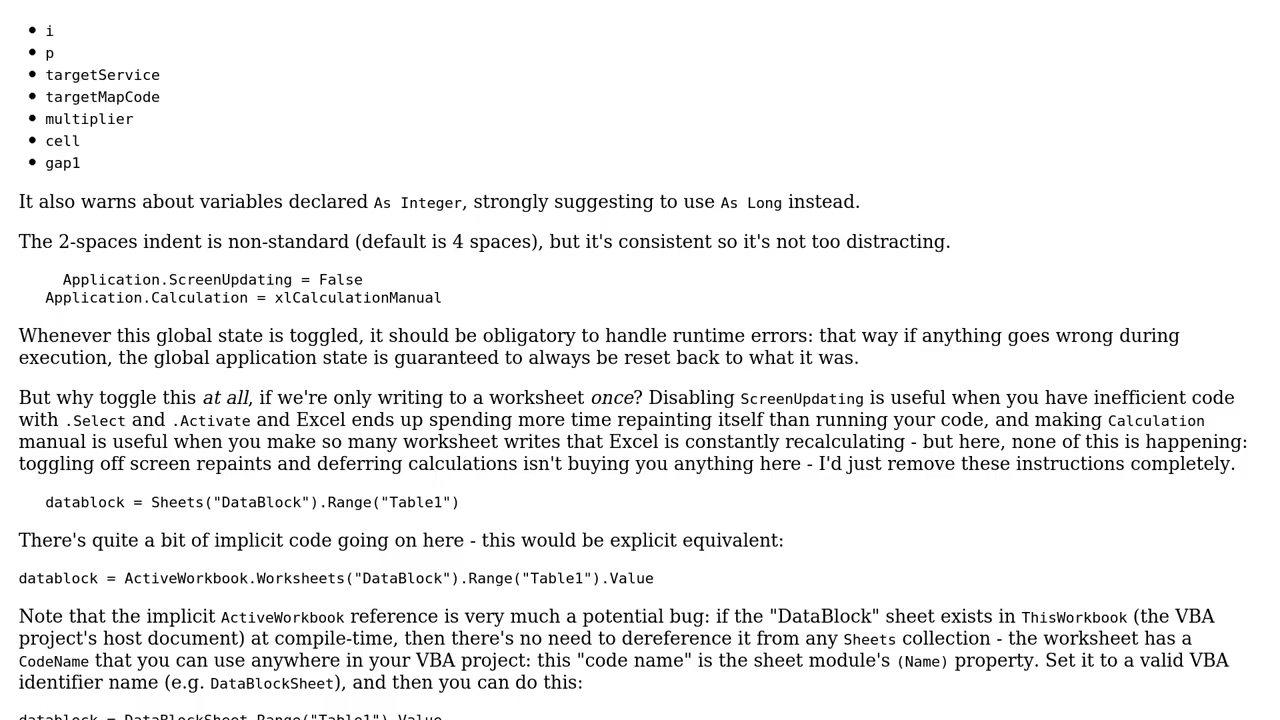 i
p
targetService
targetMapCode
multiplier
cell
gap1
It also warns about variables declared As Integer, strongly suggesting to use As Long instead.
The 2-spaces indent is non-standard (default is 4 spaces), but it's consistent so it's not too distracting.
Application.ScreenUpdating = False
Application.Calculation = xlCalculationManual
Whenever this global state is toggled, it should be obligatory to handle runtime errors: that way if anything goes wrong during
execution, the global application state is guaranteed to always be reset back to what it was.
But why toggle this at all, if we're only writing to a worksheet once? Disabling ScreenUpdating is useful when you have inefficient code
with .Select and .Activate and Excel ends up spending more time repainting itself than running your code, and making Calculation
manual is useful when you make so many worksheet writes that Excel is constantly recalculating - but here, none of this is happening:
toggling off screen repaints and deferring calculations isn't buying you anything here - I'd just remove these instructions completely.
datablock = Sheets("DataBlock").Range("Table1")
There's quite a bit of implicit code going on here - this would be explicit equivalent:
datablock = ActiveWorkbook.Worksheets("DataBlock").Range("Table1").Value
Note that the implicit ActiveWorkbook reference is very much a potential bug: if the "DataBlock" sheet exists in ThisWorkbook (the VBA
project's host document) at compile-time, then there's no need to dereference it from any Sheets collection - the worksheet has a
CodeName that you can use anywhere in your VBA project: this "code name" is the sheet module's (Name) property. Set it to a valid VBA
identifier name (e.g. DataBlockSheet), and then you can do this:
datablock = DataBlockSheet.Range("Table1").Value